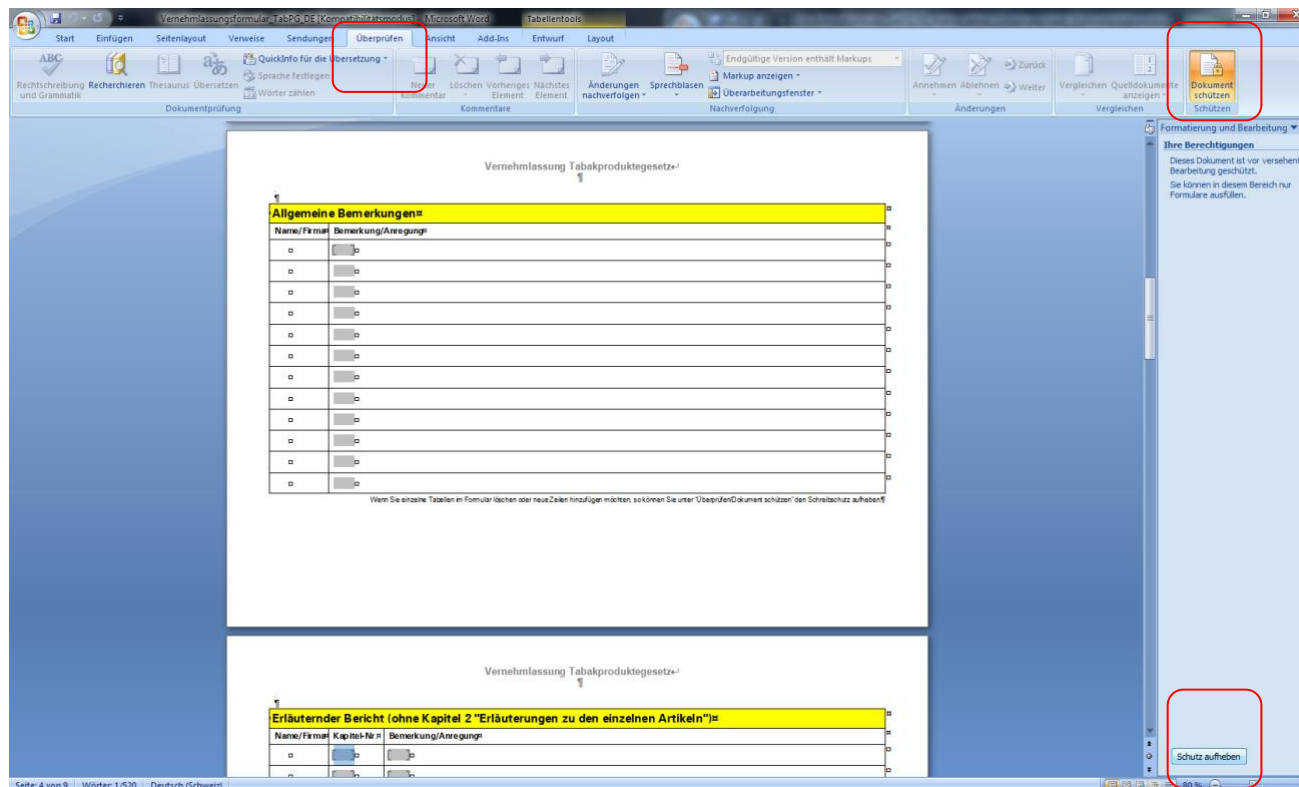 Vernehmlassungsformular_TabPG_DE [Kompatibilitätsmodus] - Microsoft Word Tabellentools
Start Einfügen Seitenlayout Verweise Sendungen Überprüfen Ansicht Add-Ins Entwurf Layout
ABC
Rechtschreibung und Grammatik
Recherchieren Thesaurus Übersetzen
QuickInfo für die Übersetzung
Sprache festlegen
Wörter zählen
Neuer Kommentar
Löschen Vorheriges Element Nächstes Element
Änderungen nachverfolgen
Sprechblasen
Endgültige Version enthält Markups
Markup anzeigen
Überarbeitungsfenster
Annehmen Ablehnen
Zurück
Weiter
Vergleichen Quelldokumente anzeigen
Dokument schützen
Dokumentprüfung Kommentare Nachverfolgung Änderungen Vergleichen Schützen
Formatierung und Bearbeitung
Ihre Berechtigungen
Dieses Dokument ist vor versehent
Bearbeitung geschützt.
Sie können in diesem Bereich nur
Formulare ausfüllen.
Vernehmlassung Tabakproduktegesetz
Allgemeine Bemerkungen
Name/Firma Bemerkung/Anregung
Wenn Sie einzelne Tabellen im Formular löschen oder neue Zeilen hinzufügen möchten, so können Sie unter "Überprüfen/Dokument schützen" den Schreibschutz aufheben
Vernehmlassung Tabakproduktegesetz
Erläuternder Bericht (ohne Kapitel 2 "Erläuterungen zu den einzelnen Artikeln")
Name/Firma Kapitel-Nr. Bemerkung/Anregung
Schutz aufheben
Seite: 4 von 9 Wörter: 1/520 Deutsch (Schweiz) 80 %